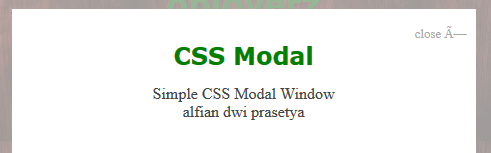 close Ã—
CSS Modal
Simple CSS Modal Window
alfian dwi prasetya